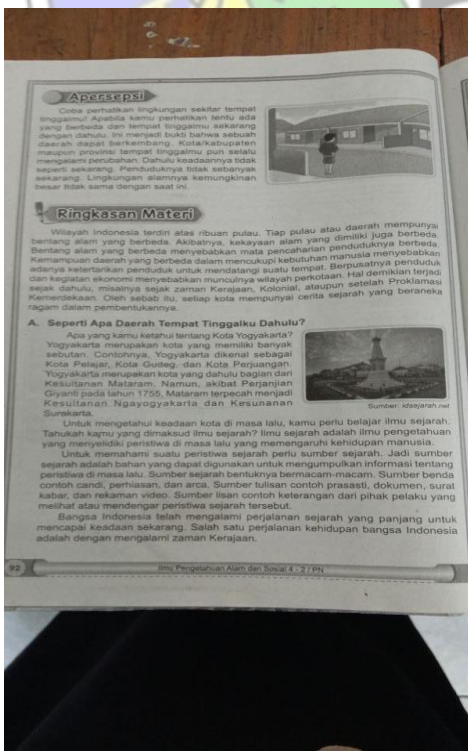 Apersepsi
Coba perhatikan lingkungan sekitar tempat
tinggalmu! Apabila kamu perhatikan tentu ada
yang berbeda dari tempat tinggalmu sekarang
dengan dahulu. Ini menjadi bukti bahwa sebuah
daerah dapat berkembang. Kota/kabupaten
maupun provinsi tempat tinggalmu pun selalu
mengalami perubahan. Dahulu keadaannya tidak
seperti sekarang. Penduduknya tidak sebanyak
sekarang. Lingkungan alamnya kemungkinan
besar tidak sama dengan saat ini.
Ringkasan Materi
Wilayah Indonesia terdiri atas ribuan pulau. Tiap pulau atau daerah mempunyai
bentang alam yang berbeda. Akibatnya, kekayaan alam yang dimiliki juga berbeda.
Bentang alam yang berbeda menyebabkan mata pencaharian penduduknya berbeda.
Kemampuan daerah yang berbeda dalam mencukupi kebutuhan manusia menyebabkan
adanya ketertarikan penduduk untuk mendatangi suatu tempat. Berpusatnya penduduk
dan kegiatan ekonomi menyebabkan munculnya wilayah perkotaan. Hal demikian terjadi
sejak dahulu, misalnya sejak zaman Kerajaan, Kolonial, ataupun setelah Proklamasi
Kemerdekaan. Oleh sebab itu, setiap kota mempunyai cerita sejarah yang beraneka
ragam dalam pembentukannya.
A. Seperti Apa Daerah Tempat Tinggalku Dahulu?
Apa yang kamu ketahui tentang Kota Yogyakarta?
Yogyakarta merupakan kota yang memiliki banyak
sebutan. Contohnya, Yogyakarta dikenal sebagai
Kota Pelajar, Kota Gudeg, dan Kota Perjuangan.
Yogyakarta merupakan kota yang dahulu bagian dari
Kesultanan Mataram. Namun, akibat Perjanjian
Giyanti pada tahun 1755, Mataram terpecah menjadi
Kesultanan Ngayogyakarta dan Kesunanan
Surakarta.
Sumber: idsejarah.net
Untuk mengetahui keadaan kota di masa lalu, kamu perlu belajar ilmu sejarah.
Tahukah kamu yang dimaksud ilmu sejarah? Ilmu sejarah adalah ilmu pengetahuan
yang menyelidiki peristiwa di masa lalu yang memengaruhi kehidupan manusia.
Untuk memahami suatu peristiwa sejarah perlu sumber sejarah. Jadi sumber
sejarah adalah bahan yang dapat digunakan untuk mengumpulkan informasi tentang
peristiwa di masa lalu. Sumber sejarah bentuknya bermacam-macam. Sumber benda
contoh candi, perhiasan, dan arca. Sumber tulisan contoh prasasti, dokumen, surat
kabar, dan rekaman video. Sumber lisan contoh keterangan dari pihak pelaku yang
melihat atau mendengar peristiwa sejarah tersebut.
Bangsa Indonesia telah mengalami perjalanan sejarah yang panjang untuk
mencapai keadaan sekarang. Salah satu perjalanan kehidupan bangsa Indonesia
adalah dengan mengalami zaman Kerajaan.
92
Ilmu Pengetahuan Alam dan Sosial 4 - 2 / PN